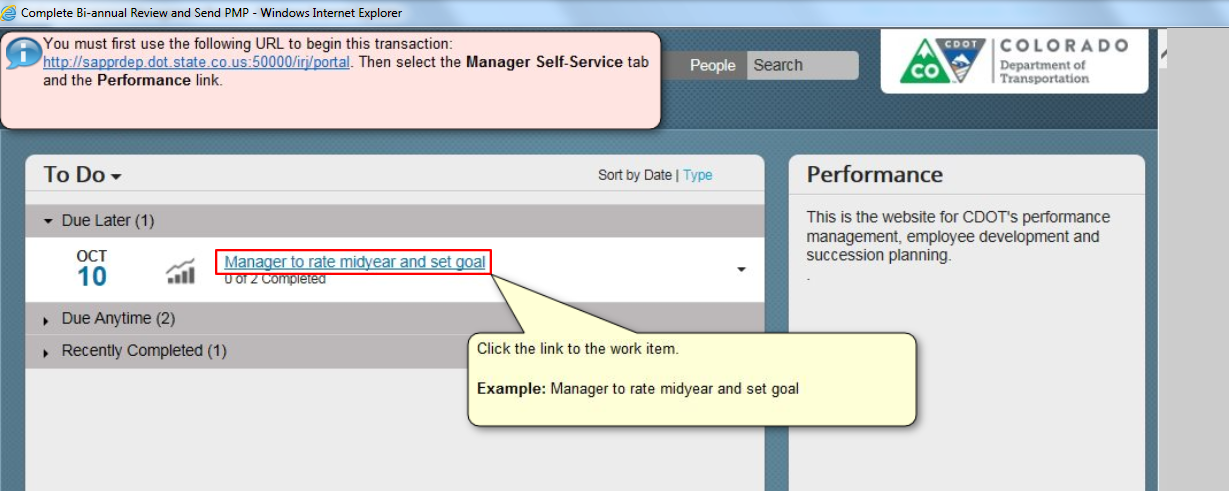 Complete Bi-annual Review and Send PMP - Windows Internet Explorer
You must first use the following URL to begin this transaction:
http://sapprdep.dot.state.co.us:50000/irj/portal. Then select the Manager Self-Service tab
and the Performance link.
People
Search
CO
CDOT
COLORADO
Department of
Transportation
To Do
Sort by Date | Type
Due Later (1)
OCT
10
Manager to rate midyear and set goal
0 of 2 Completed
Due Anytime (2)
Recently Completed (1)
Click the link to the work item.
Example: Manager to rate midyear and set goal
Performance
This is the website for CDOT's performance
management, employee development and
succession planning.
.